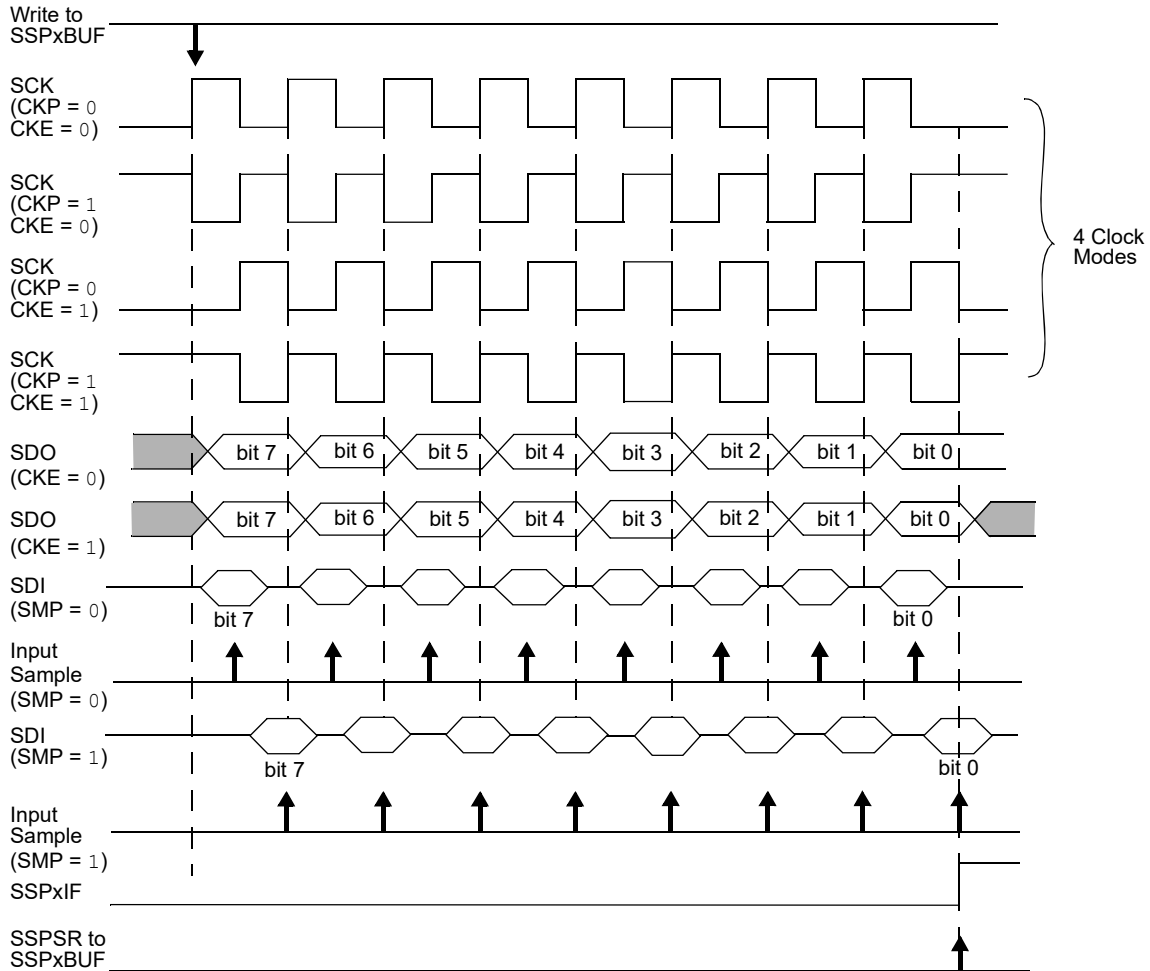 Write to
SSPxBUF
SCK
(CKP = 0
CKE = 0)
SCK
(CKP = 1
CKE = 0)
SCK
(CKP = 0
CKE = 1)
SCK
(CKP = 1
CKE = 1)
4 Clock
Modes
SDO
(CKE = 0)
bit 7 bit 6 bit 5 bit 4 bit 3 bit 2 bit 1 bit 0
SDO
(CKE = 1)
bit 7 bit 6 bit 5 bit 4 bit 3 bit 2 bit 1 bit 0
SDI
(SMP = 0)
bit 7 bit 0
Input
Sample
(SMP = 0)
SDI
(SMP = 1)
bit 7 bit 0
Input
Sample
(SMP = 1)
SSPxIF
SSPSR to
SSPxBUF